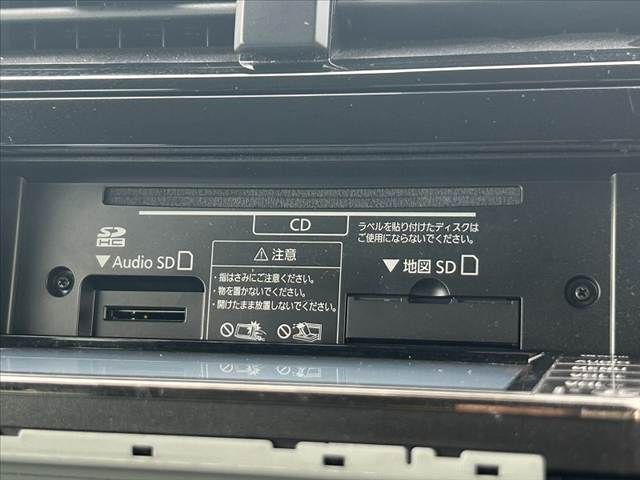 CD
ラベルを貼り付けたディスクは
ご使用にならないでください。
SD
HC
▼Audio SD
⚠注意
・指はさみにご注意ください。
・物を置かないでください。
・開けたまま放置しないでください。
▼地図 SD